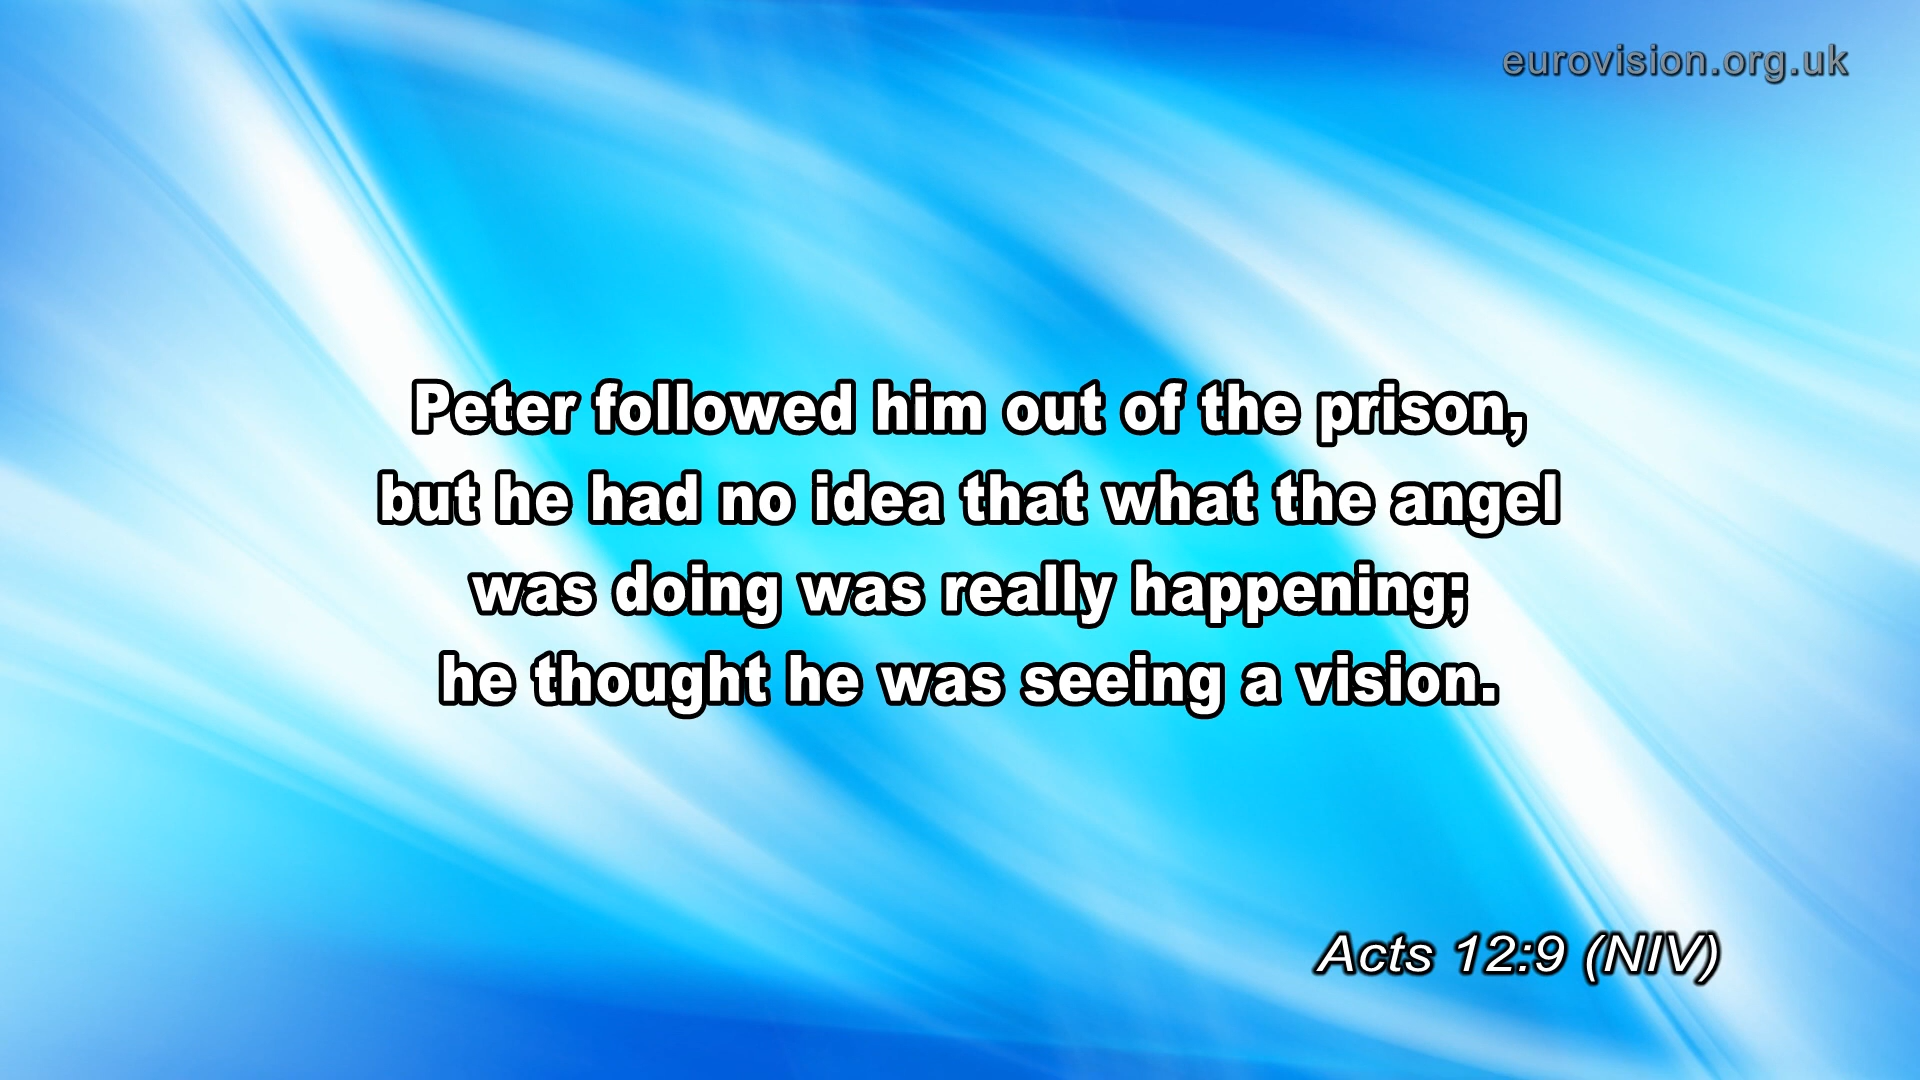 eurovision.org.uk
Peter followed him out of the prison,
but he had no idea that what the angel
was doing was really happening;
he thought he was seeing a vision.
Acts 12:9 (NIV)